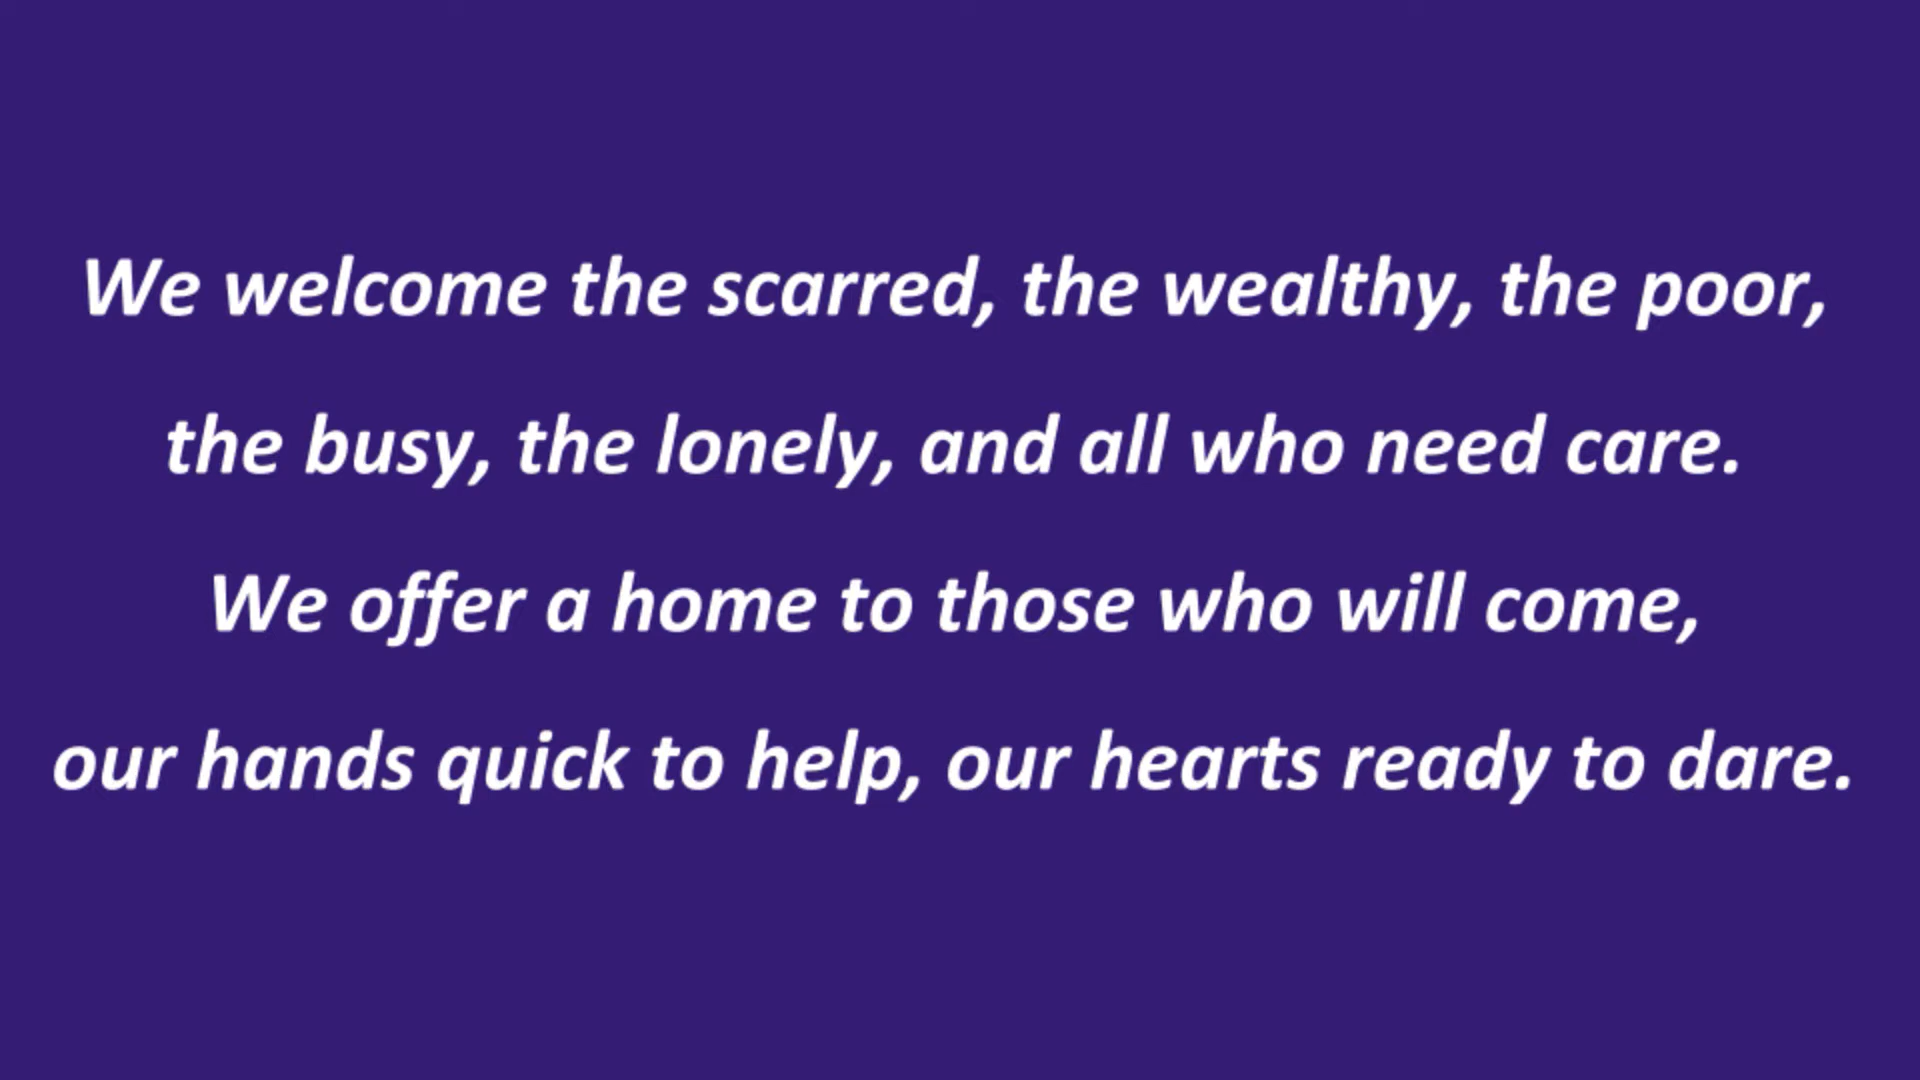 We welcome the scarred, the wealthy, the poor,
the busy, the lonely, and all who need care.
We offer a home to those who will come,
our hands quick to help, our hearts ready to dare.